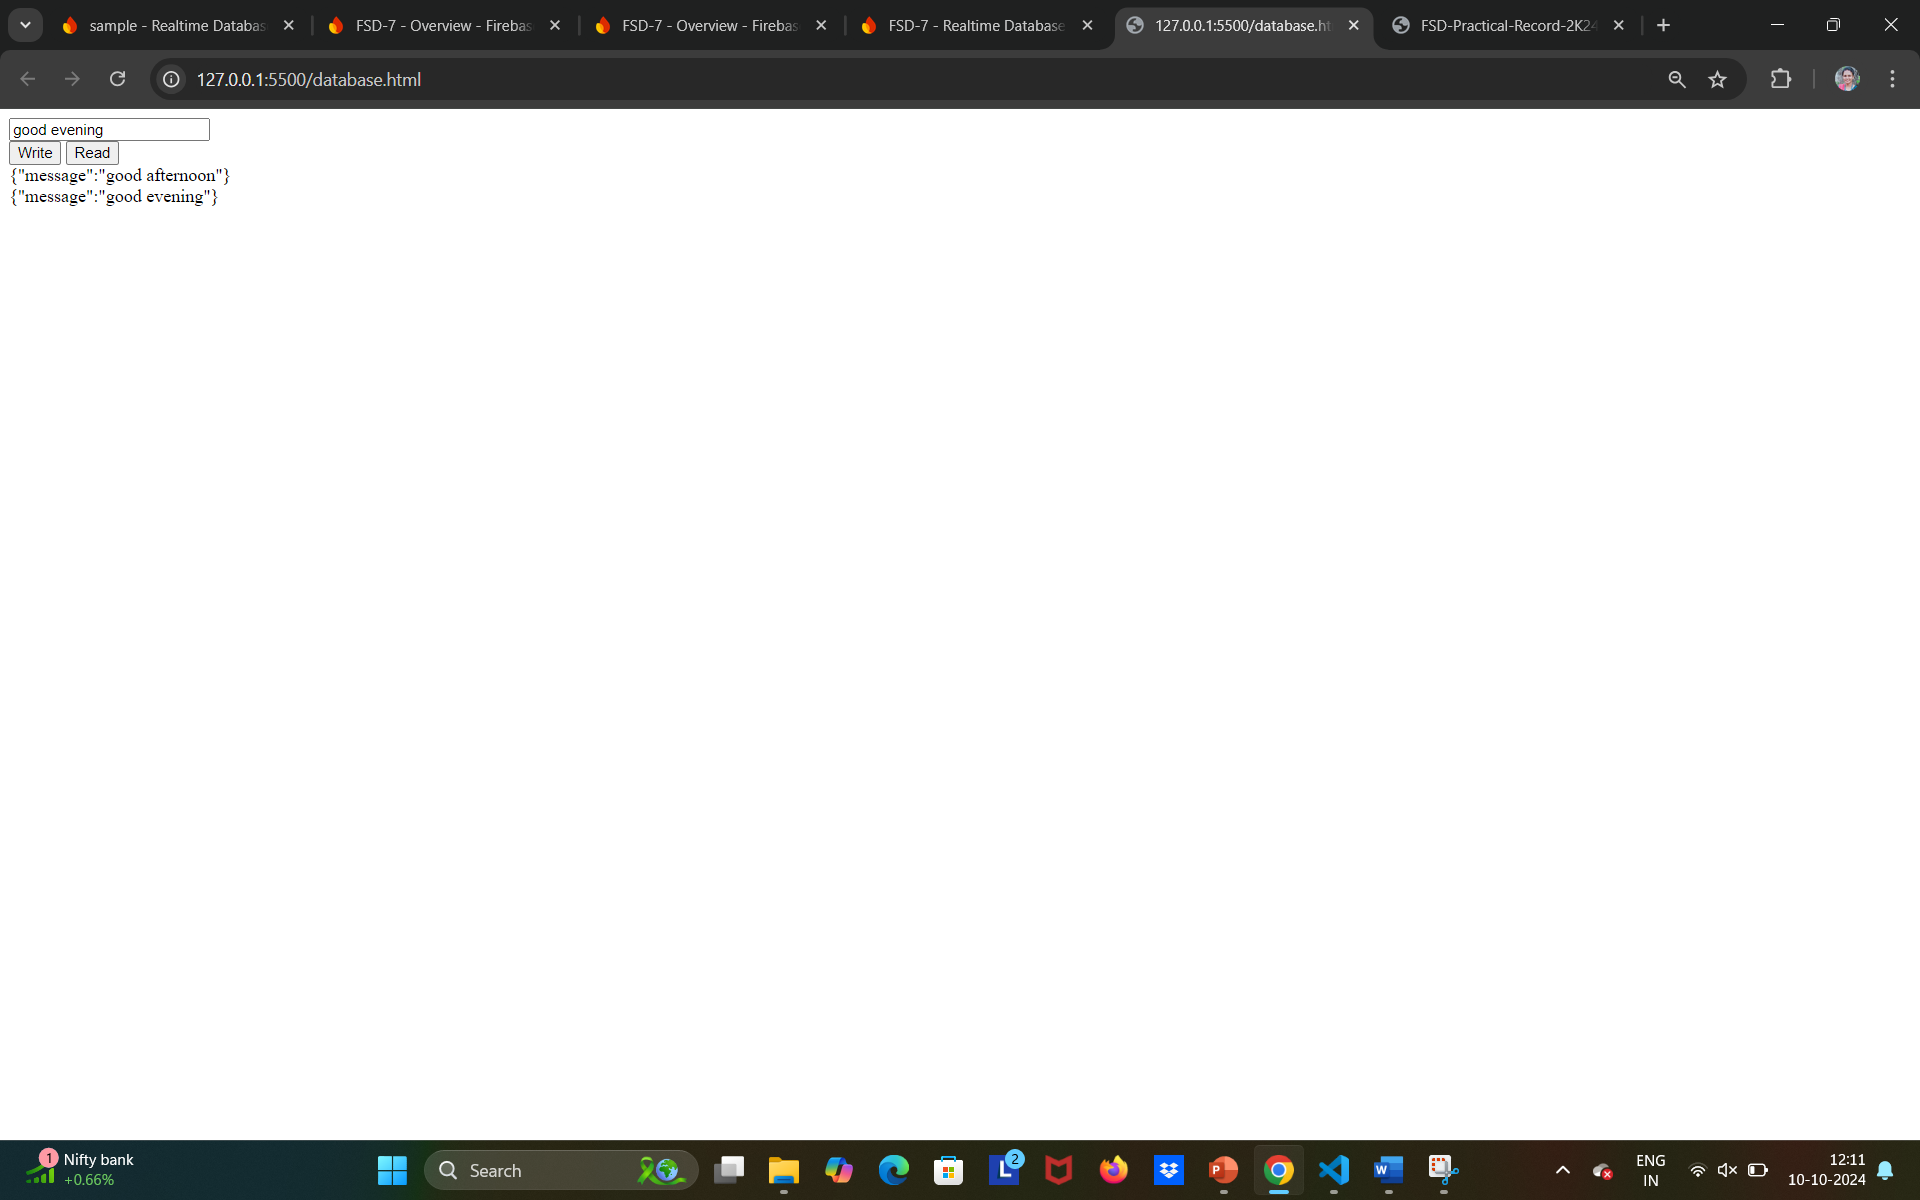 sample - Realtime Databas
FSD-7 - Overview - Firebas
FSD-7 - Overview - Firebas
FSD-7 - Realtime Database
127.0.0.1:5500/database.ht
FSD-Practical-Record-2K24
127.0.0.1:5500/database.html
good evening
Write Read
{"message":"good afternoon"}
{"message":"good evening"}
1
Nifty bank
+0.66%
Search
L 2
P
W
ENG
IN
12:11
10-10-2024